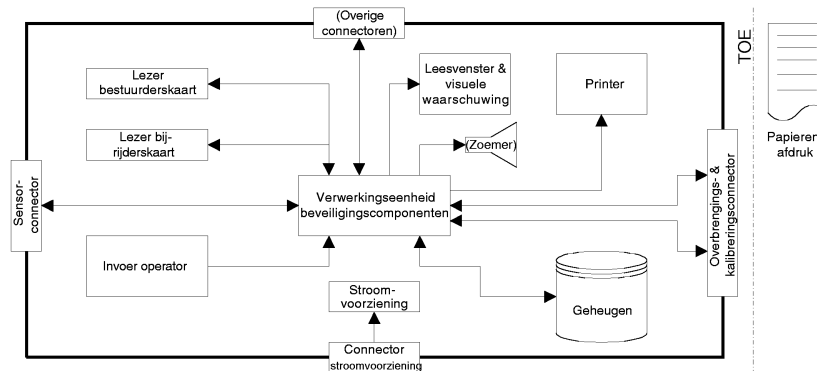 (Overige
connectoren)
TOE
Lezer
bestuurderskaart
Leesvenster &
visuele
waarschuwing
Printer
Lezer bij-
rijderskaart
(Zoemer)
Papieren
afdruk
Sensor-
connector
Verwerkingseenheid
beveiligingscomponenten
Overbrengings- &
kalibreringsconnector
Invoer operator
Stroom-
voorziening
Geheugen
Connector
stroomvoorziening